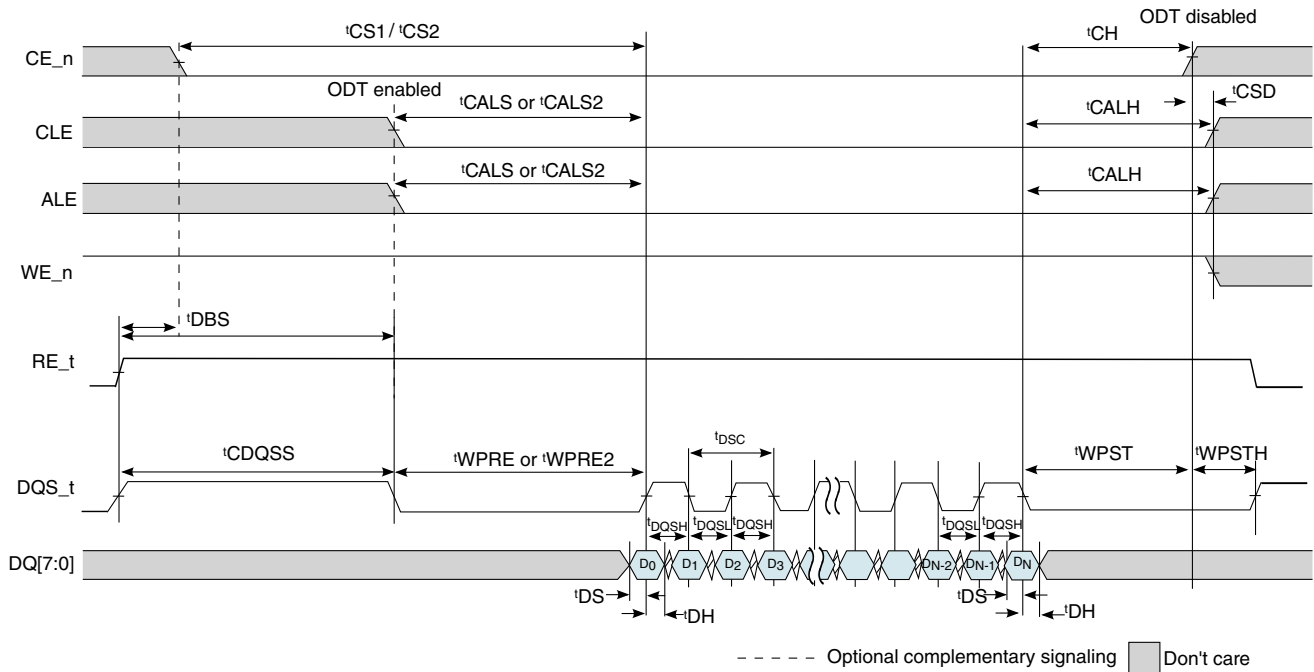 ODT disabled
tCS1 / tCS2
tCH
CE_n
ODT enabled
tCALS or tCALS2
tCSD
tCALH
CLE
tCALS or tCALS2
tCALH
ALE
WE_n
tDBS
RE_t
tDSC
tCDQSS
tWPRE or tWPRE2
tWPST
tWPSTH
DQS_t
tDQSH tDQSL tDQSH tDQSL tDQSH
DQ[7:0]
D0 D1 D2 D3 DN-2 DN-1 DN
tDS tDH tDS tDH
Optional complementary signaling Don't care